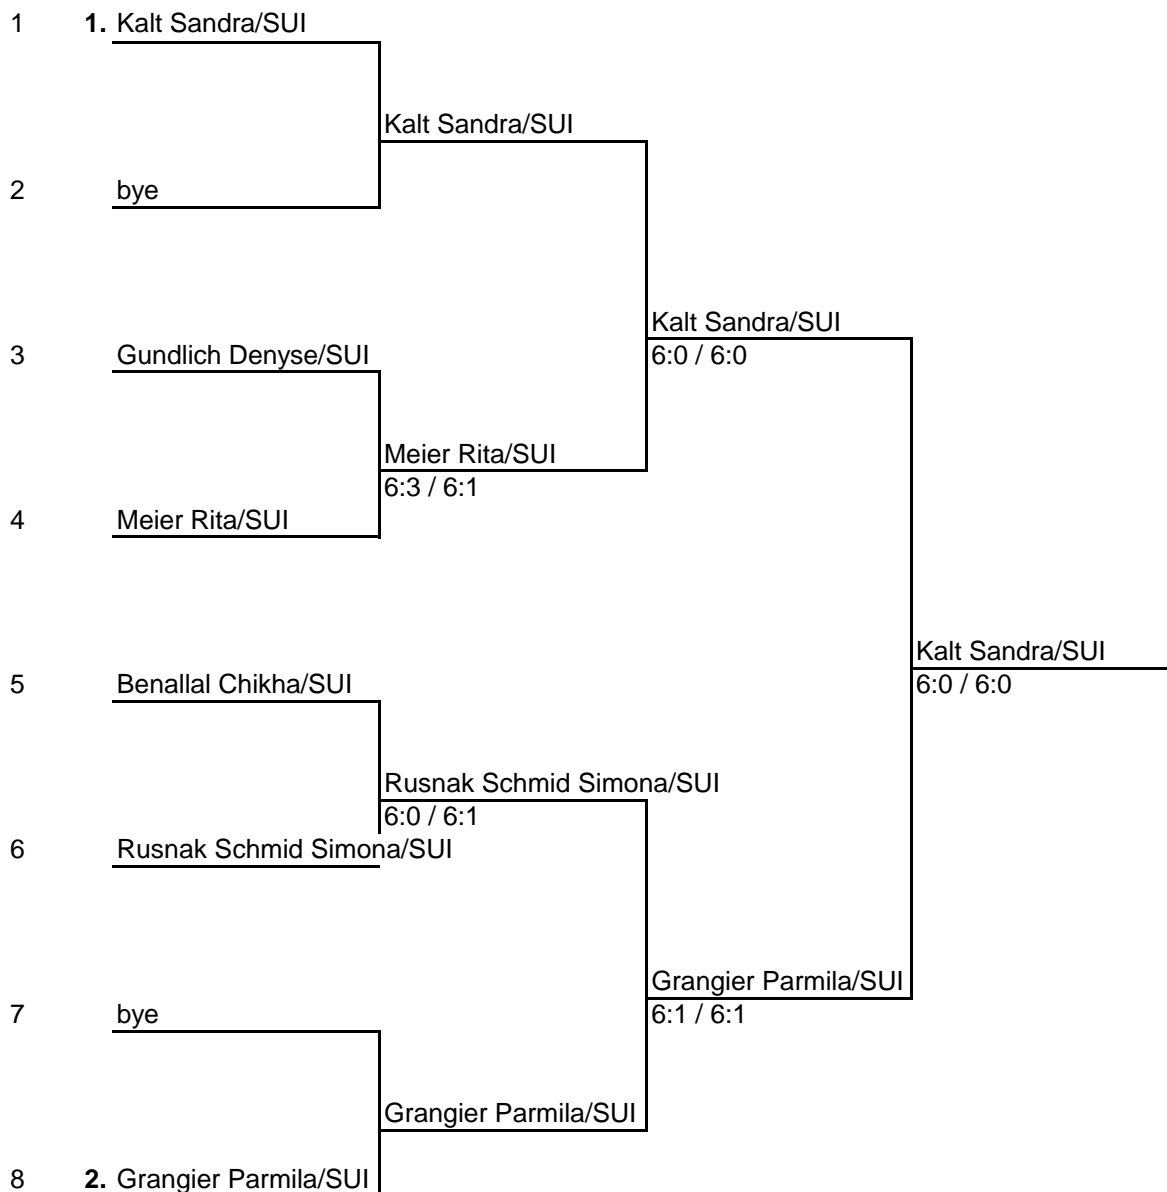 1 1. Kalt Sandra/SUI
Kalt Sandra/SUI
2 bye
Kalt Sandra/SUI
3 Gundlich Denyse/SUI
6:0 / 6:0
Meier Rita/SUI
6:3 / 6:1
4 Meier Rita/SUI
Kalt Sandra/SUI
5 Benallal Chikha/SUI
6:0 / 6:0
Rusnak Schmid Simona/SUI
6:0 / 6:1
6 Rusnak Schmid Simona/SUI
Grangier Parmila/SUI
7 bye
6:1 / 6:1
Grangier Parmila/SUI
8 2. Grangier Parmila/SUI